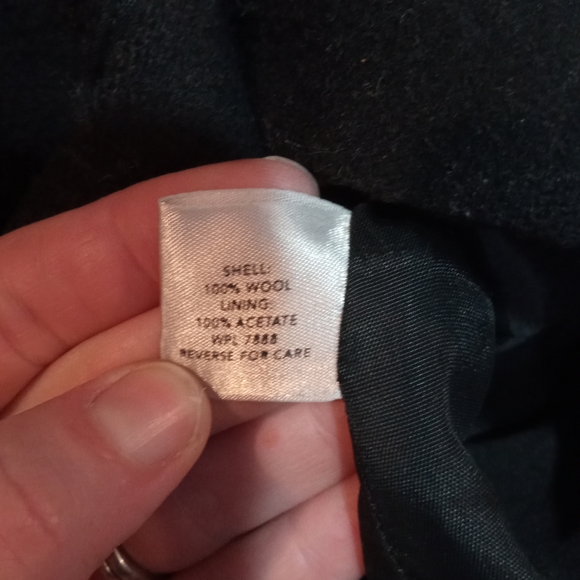 SHELL:
100% WOOL
LINING:
100% ACETATE
WPL 7888
REVERSE FOR CARE